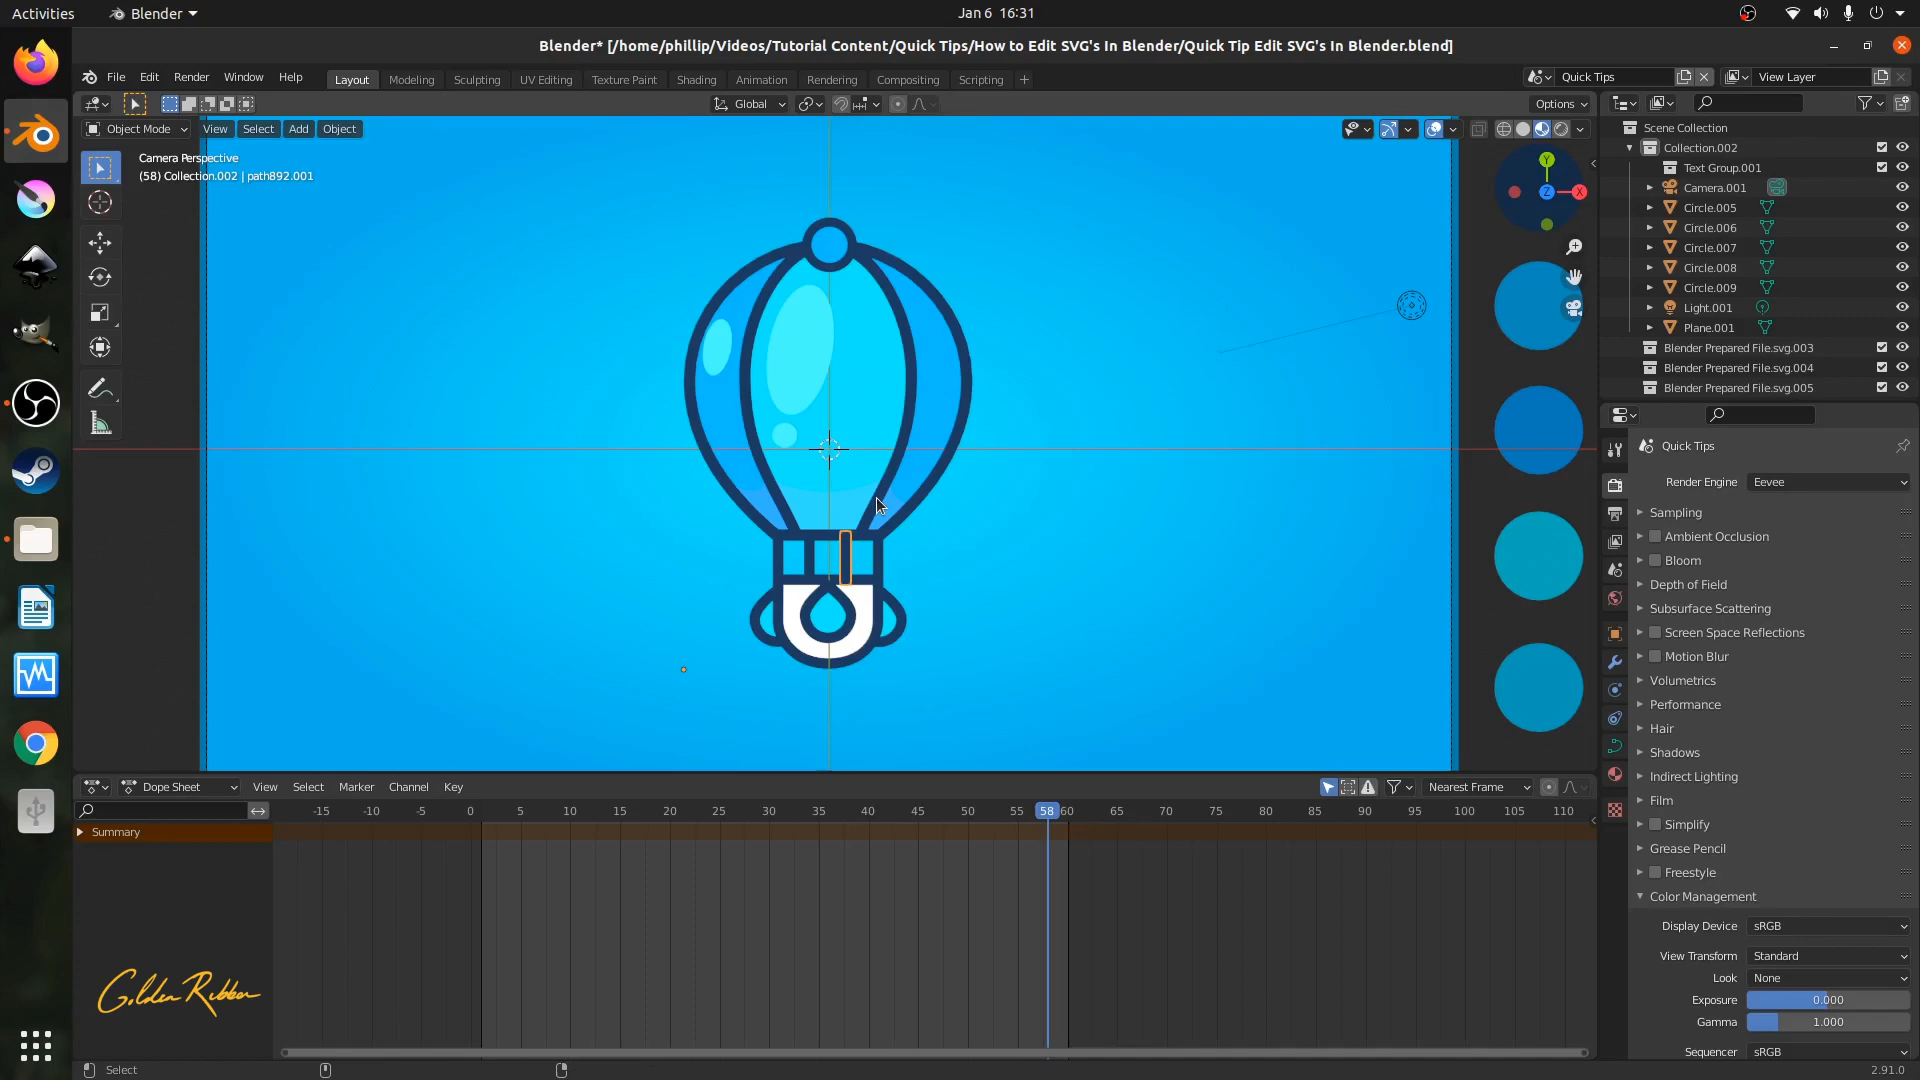 Activities
Blender
Jan 6 16:31
Blender* [/home/phillip/Videos/Tutorial Content/Quick Tips/How to Edit SVG's In Blender/Quick Tip Edit SVG's In Blender.blend]
File Edit Render Window Help
Layout Modeling Sculpting UV Editing Texture Paint Shading Animation Rendering Compositing Scripting +
Quick Tips
View Layer
Global
Options
Object Mode
View Select Add Object
Camera Perspective
(58) Collection.002 | path892.001
Y
X
Z
Scene Collection
Collection.002
Text Group.001
Camera.001
Circle.005
Circle.006
Circle.007
Circle.008
Circle.009
Light.001
Plane.001
Blender Prepared File.svg.003
Blender Prepared File.svg.004
Blender Prepared File.svg.005
Quick Tips
Render Engine Eevee
Sampling
Ambient Occlusion
Bloom
Depth of Field
Subsurface Scattering
Screen Space Reflections
Motion Blur
Volumetrics
Performance
Hair
Shadows
Indirect Lighting
Film
Simplify
Grease Pencil
Freestyle
Color Management
Display Device sRGB
View Transform Standard
Look None
Exposure 0.000
Gamma 1.000
Sequencer sRGB
Dope Sheet
View Select Marker Channel Key
Nearest Frame
-15 -10 -5 0 5 10 15 20 25 30 35 40 45 50 55 58 60 65 70 75 80 85 90 95 100 105 110
Summary
Golden Ribbon
Select
2.91.0